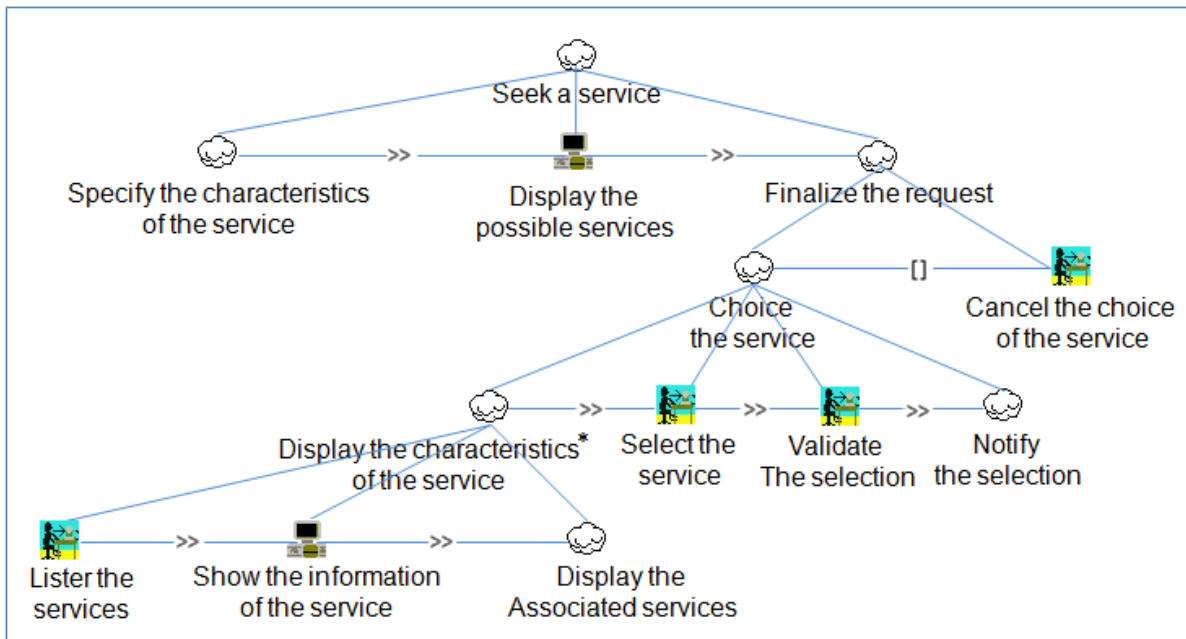 Seek a service
>>
>>
Specify the characteristics
of the service
Display the
possible services
Finalize the request
[]
Choice
the service
Cancel the choice
of the service
>>
>>
>>
Display the characteristics*
of the service
Select the
service
Validate
The selection
Notify
the selection
>>
>>
Lister the
services
Show the information
of the service
Display the
Associated services